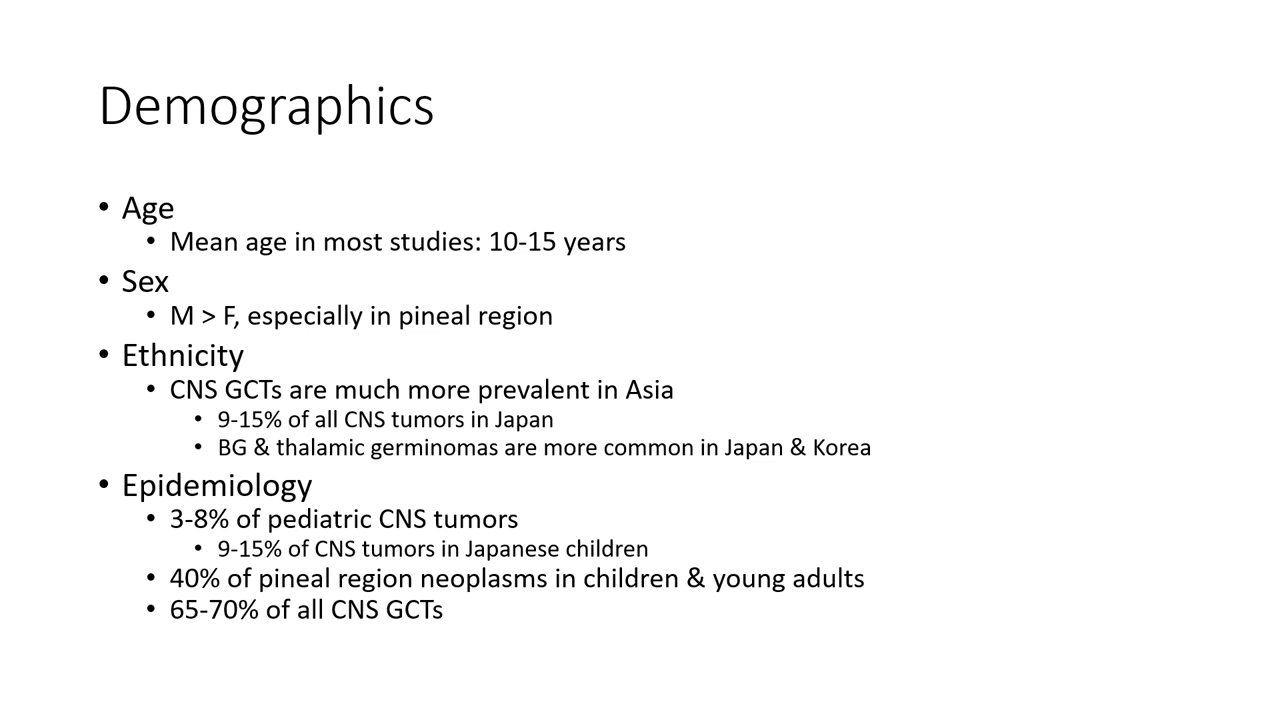 Demographics
• Age
• Mean age in most studies: 10-15 years
• Sex
• M > F, especially in pineal region
• Ethnicity
• CNS GCTs are much more prevalent in Asia
• 9-15% of all CNS tumors in Japan
• BG & thalamic germinomas are more common in Japan & Korea
• Epidemiology
• 3-8% of pediatric CNS tumors
• 9-15% of CNS tumors in Japanese children
• 40% of pineal region neoplasms in children & young adults
• 65-70% of all CNS GCTs